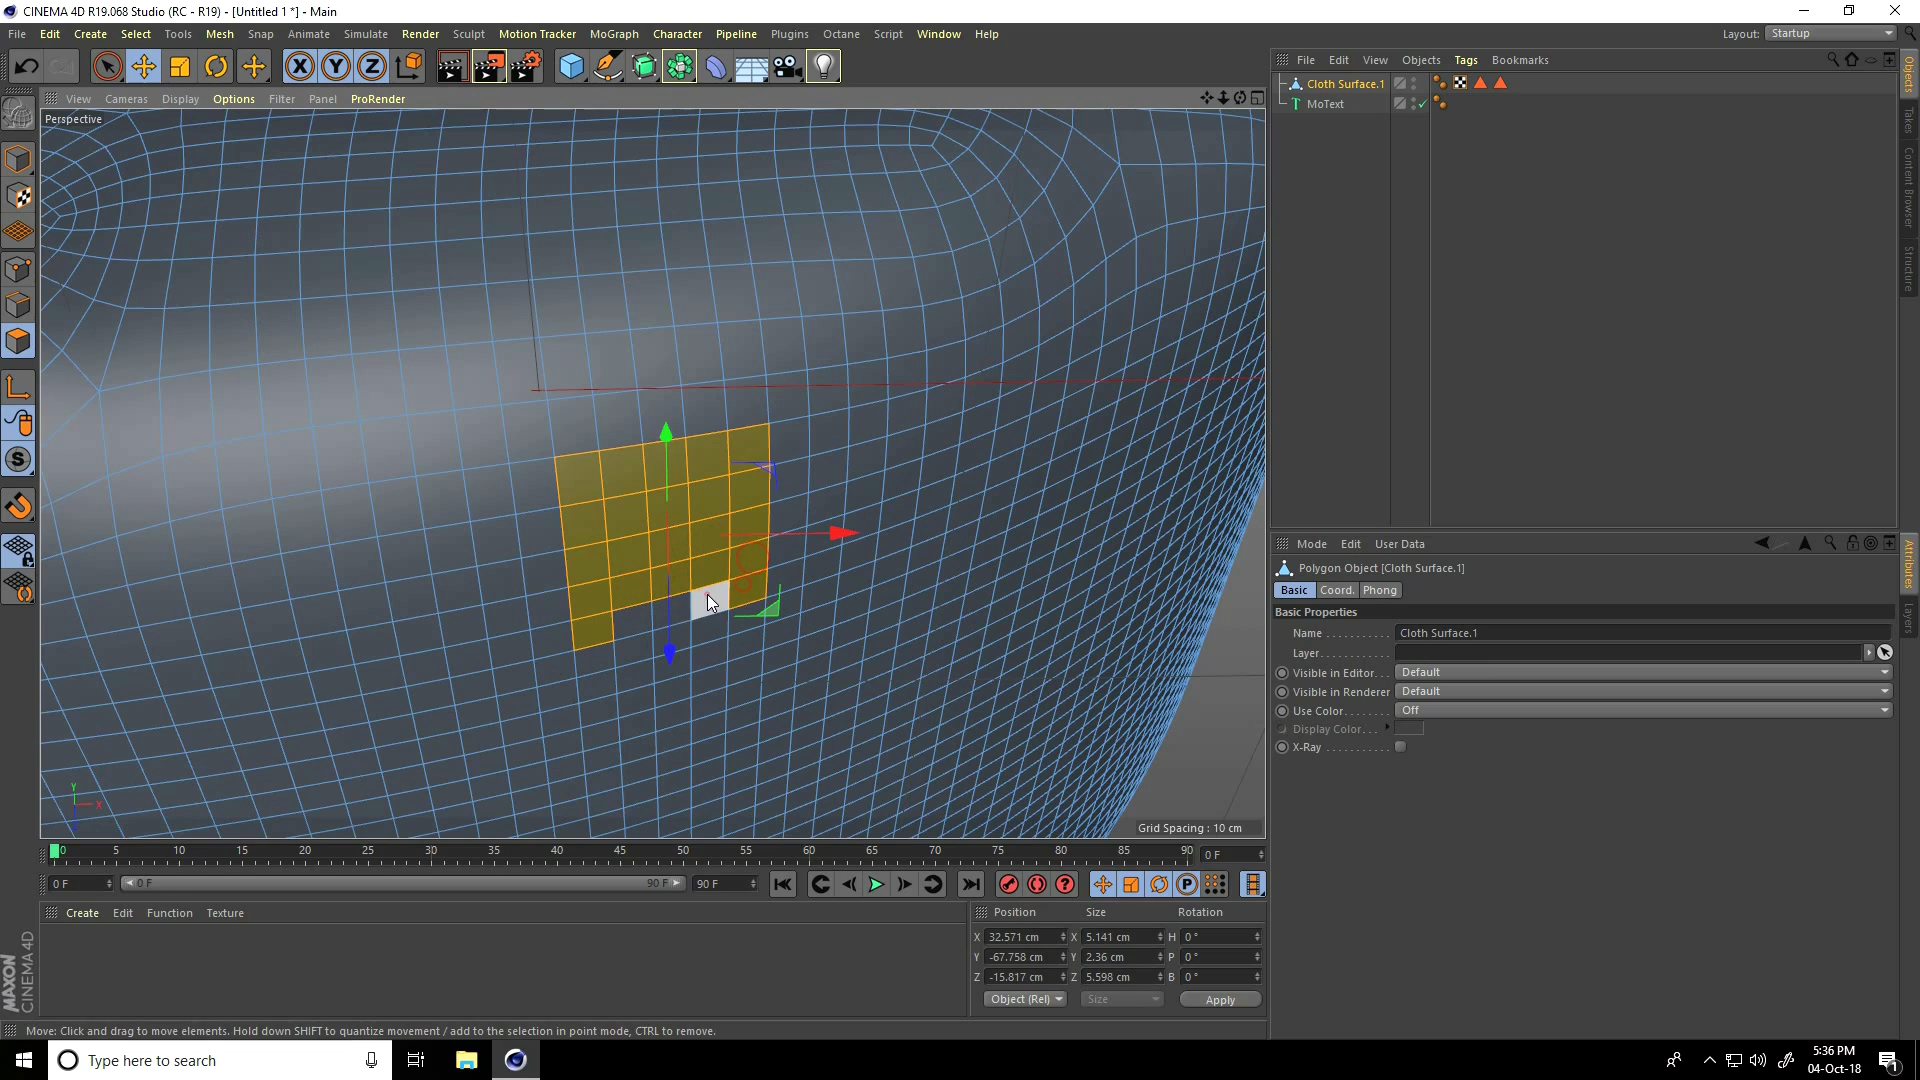 CINEMA 4D R19.068 Studio (RC - R19) - [Untitled 1 *] - Main
File Edit Create Select Tools Mesh Snap Animate Simulate Render Sculpt Motion Tracker MoGraph Character Pipeline Plugins Octane Script Window Help
Layout: Startup
X Y Z
View Cameras Display Options Filter Panel ProRender
Perspective
Y
X
Grid Spacing : 10 cm
S
File Edit View Objects Tags Bookmarks
Cloth Surface.1
MoText
Objects
Takes
Content Browser
Structure
Mode Edit User Data
Polygon Object [Cloth Surface.1]
Basic Coord. Phong
Basic Properties
Name . . . . . . . . . . . Cloth Surface.1
Layer. . . . . . . . . . . .
Visible in Editor. . . Default
Visible in Renderer Default
Use Color. . . . . . . . Off
Display Color. . .
X-Ray . . . . . . . . . . .
Attributes
Layers
0 5 10 15 20 25 30 35 40 45 50 55 60 65 70 75 80 85 90
0 F
0 F 0 F 90 F 90 F
P
Create Edit Function Texture
Position Size Rotation
X 32.571 cm X 5.141 cm H 0 °
Y -67.758 cm Y 2.36 cm P 0 °
Z -15.817 cm Z 5.598 cm B 0 °
Object (Rel) Size Apply
MAXON
CINEMA 4D
Move: Click and drag to move elements. Hold down SHIFT to quantize movement / add to the selection in point mode, CTRL to remove.
Type here to search
5:36 PM
04-Oct-18
1